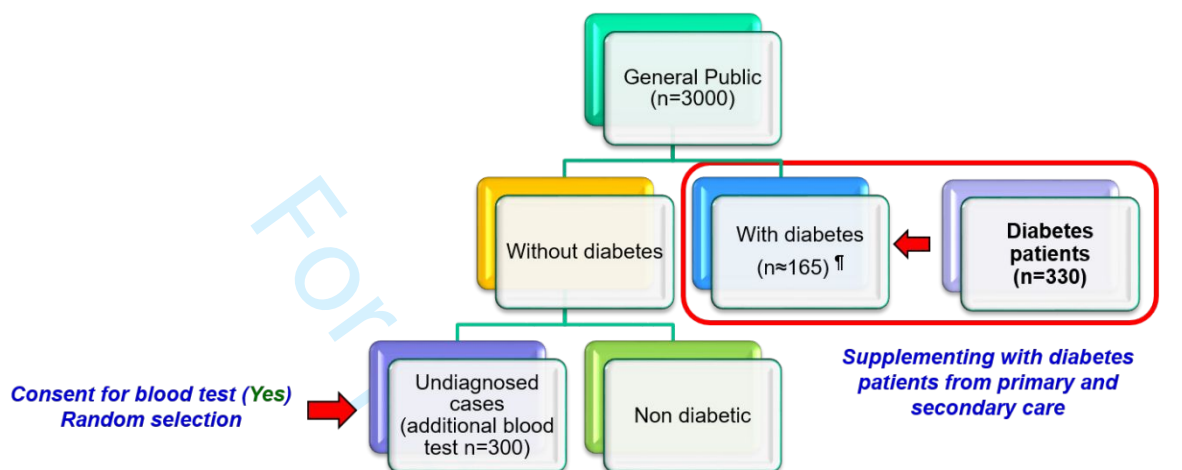 General Public
(n=3000)
Without diabetes
With diabetes
(n≈165) ¶
Diabetes
patients
(n=330)
Consent for blood test (Yes)
Random selection
Undiagnosed
cases
(additional blood
test n=300)
Non diabetic
Supplementing with diabetes
patients from primary and
secondary care
For